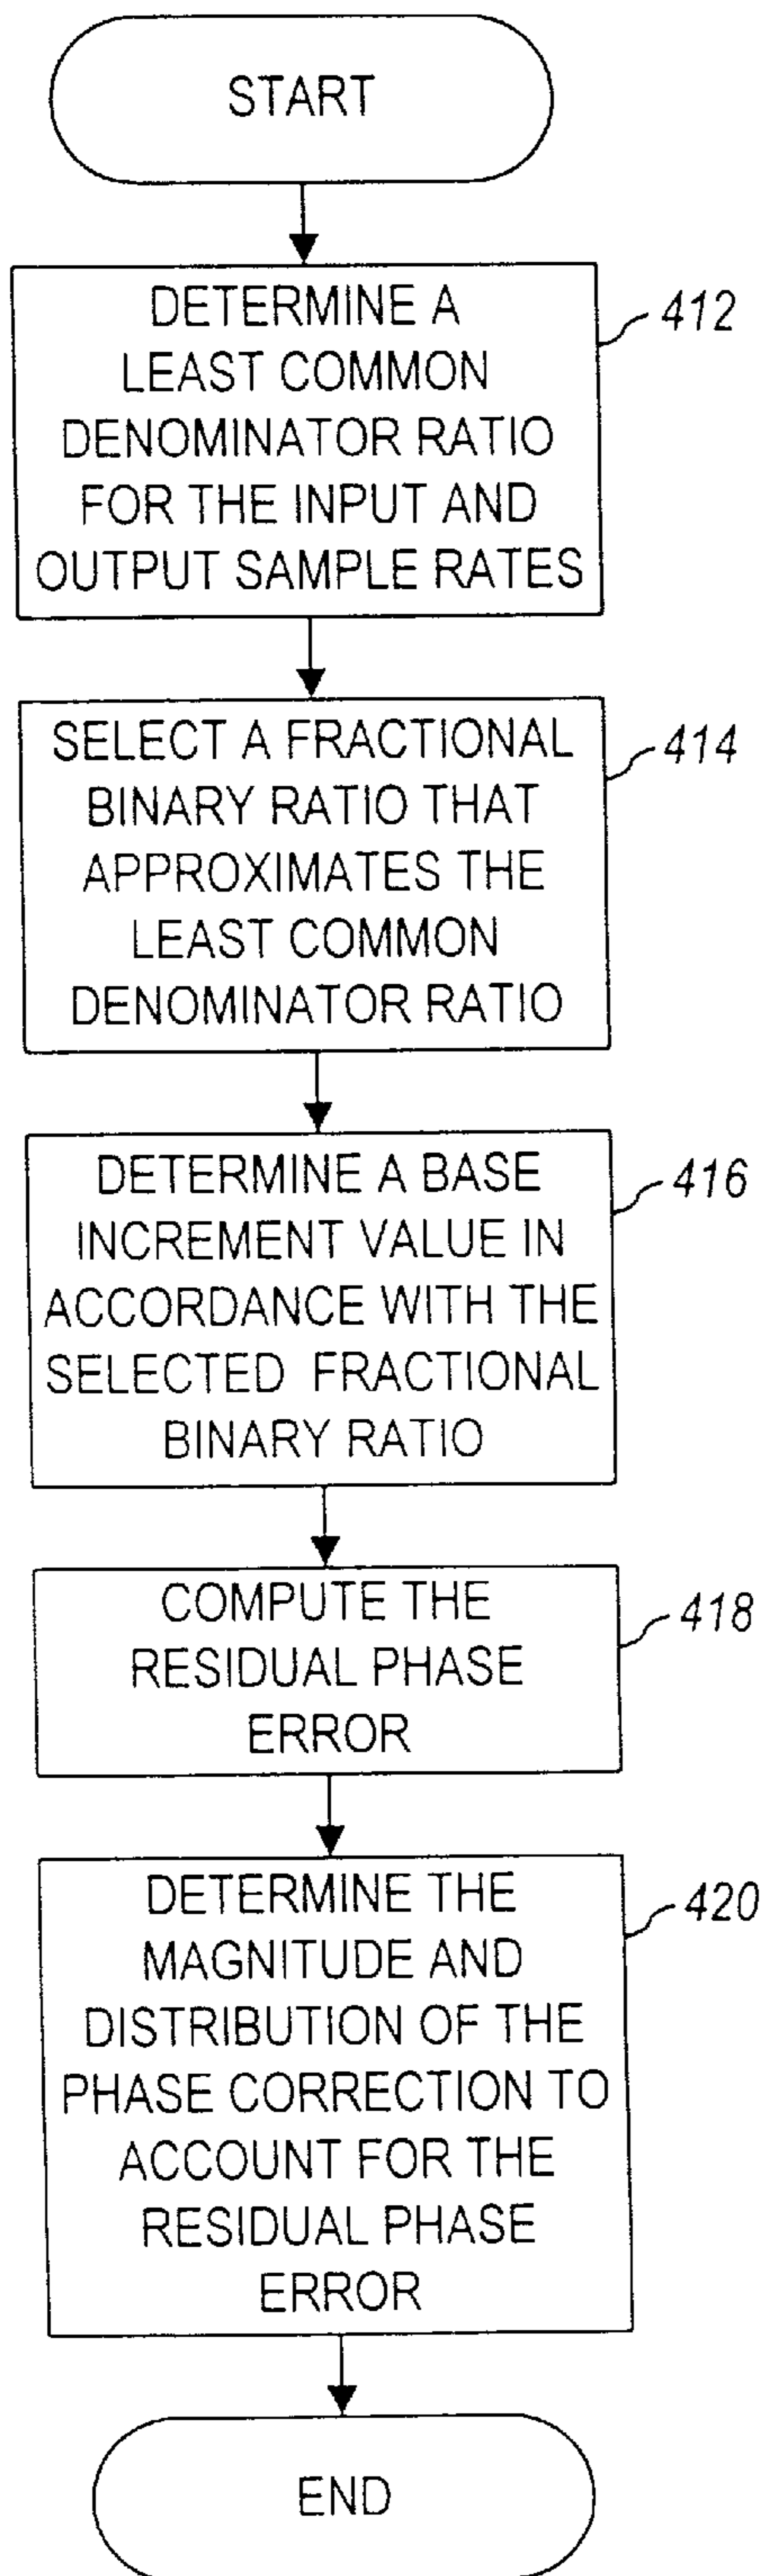 START
DETERMINE A
LEAST COMMON
DENOMINATOR RATIO
FOR THE INPUT AND
OUTPUT SAMPLE RATES
412
SELECT A FRACTIONAL
BINARY RATIO THAT
APPROXIMATES THE
LEAST COMMON
DENOMINATOR RATIO
414
DETERMINE A BASE
INCREMENT VALUE IN
ACCORDANCE WITH THE
SELECTED FRACTIONAL
BINARY RATIO
416
COMPUTE THE
RESIDUAL PHASE
ERROR
418
DETERMINE THE
MAGNITUDE AND
DISTRIBUTION OF THE
PHASE CORRECTION TO
ACCOUNT FOR THE
RESIDUAL PHASE
ERROR
420
END